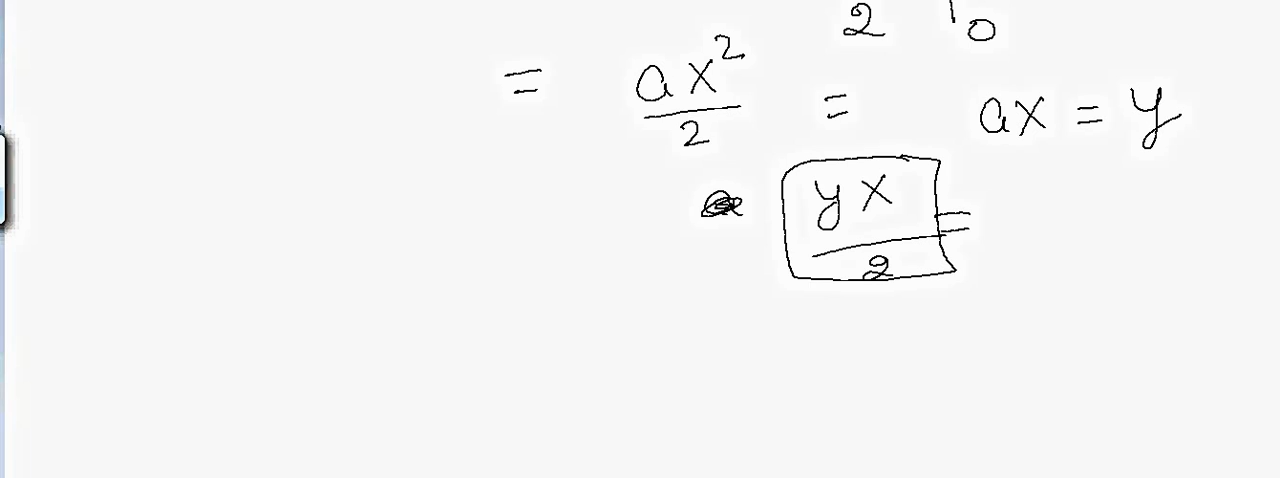 2 | 0
= ax²/2 = ax = y
yx/2 =